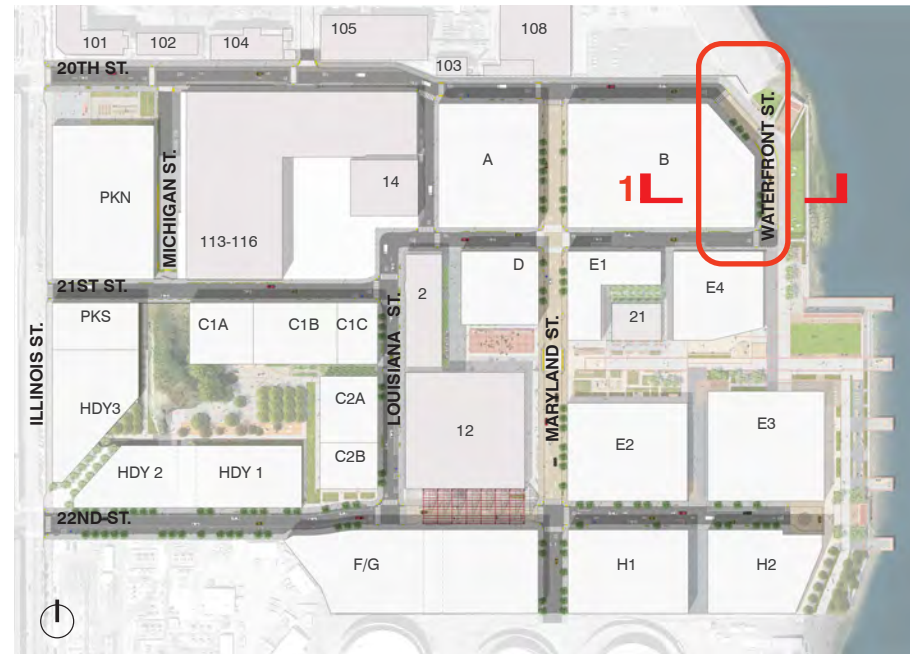 101
102
104
105
108
103
20TH ST.
WATERFRONT ST.
PKN
MICHIGAN ST.
113-116
14
A
B
1
21ST ST.
PKS
C1A
C1B
C1C
LOUISIANA ST.
2
D
MARYLAND ST.
E1
21
E4
ILLINOIS ST.
HDY3
C2A
C2B
12
E2
E3
HDY 2
HDY 1
22ND ST.
F/G
H1
H2